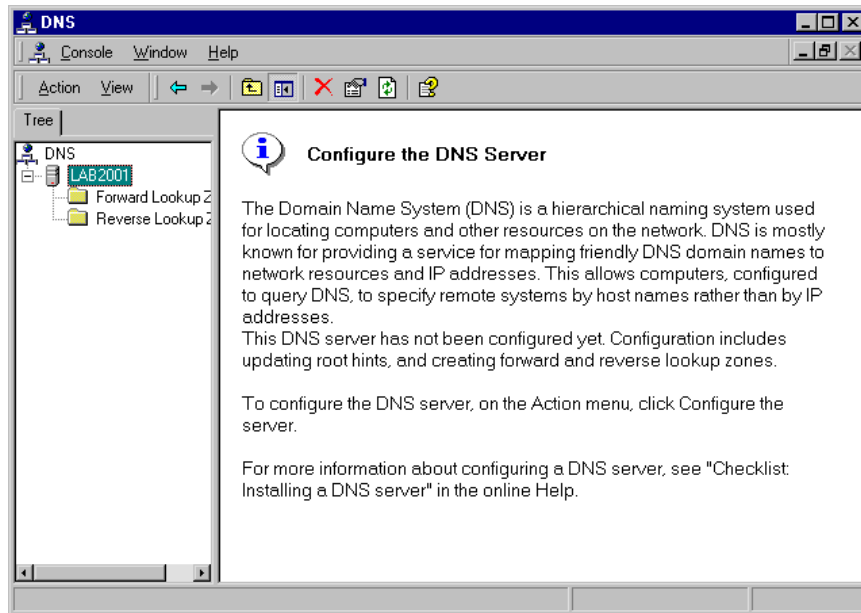 DNS
Console Window Help
Action View
Tree
DNS
LAB2001
Forward Lookup Z
Reverse Lookup Z
Configure the DNS Server
The Domain Name System (DNS) is a hierarchical naming system used
for locating computers and other resources on the network. DNS is mostly
known for providing a service for mapping friendly DNS domain names to
network resources and IP addresses. This allows computers, configured
to query DNS, to specify remote systems by host names rather than by IP
addresses.
This DNS server has not been configured yet. Configuration includes
updating root hints, and creating forward and reverse lookup zones.
To configure the DNS server, on the Action menu, click Configure the
server.
For more information about configuring a DNS server, see "Checklist:
Installing a DNS server" in the online Help.